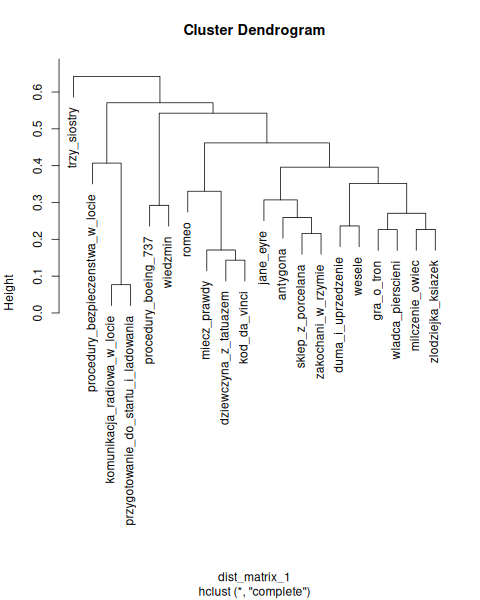 Cluster Dendrogram
Height
0.0
0.1
0.2
0.3
0.4
0.5
0.6
trzy_siostry
procedury_bezpieczenstwa_w_locie
komunikacja_radiowa_w_locie
przygotowanie_do_startu_i_ladowania
procedury_boeing_737
wiedzmin
romeo
miecz_prawdy
dziewczyna_z_tatuazem
kod_da_vinci
jane_eyre
antygona
sklep_z_porcelana
zakochani_w_rzymie
duma_i_uprzedzenie
wesele
gra_o_tron
wladca_pierscieni
milczenie_owiec
zlodziejka_ksiazek
dist_matrix_1
hclust (*, "complete")